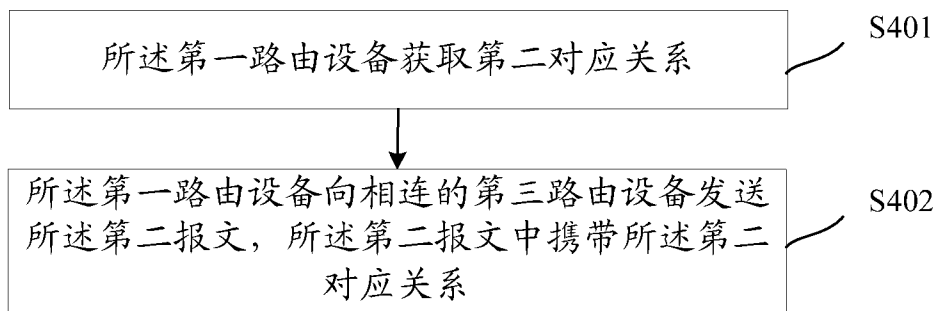 所述第一路由设备获取第二对应关系
S401
所述第一路由设备向相连的第三路由设备发送
所述第二报文，所述第二报文中携带所述第二
对应关系
S402